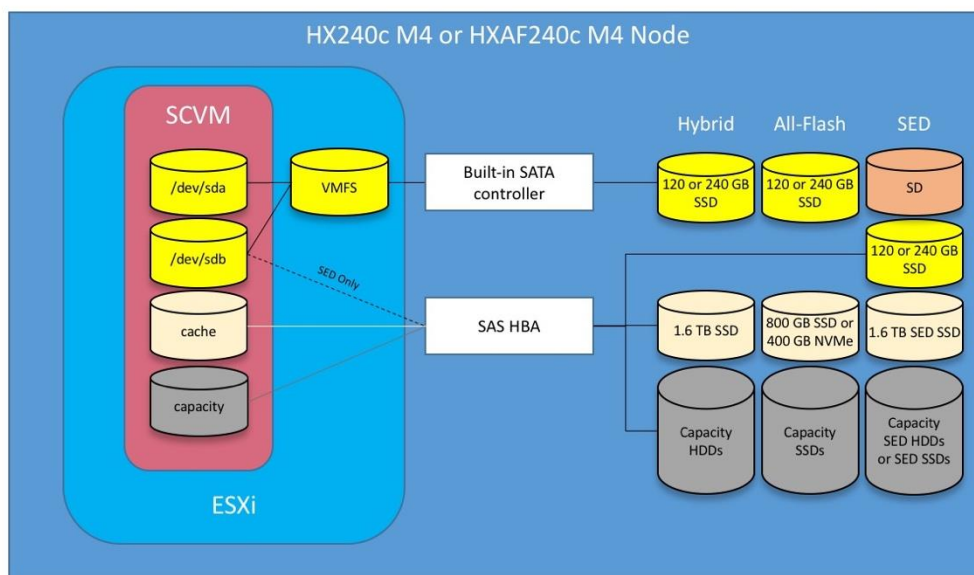 HX240c M4 or HXAF240c M4 Node
SCVM
Hybrid
All-Flash
SED
/dev/sda
VMFS
Built-in SATA
controller
120 or 240 GB
SSD
120 or 240 GB
SSD
SD
/dev/sdb
SED Only
120 or 240 GB
SSD
cache
SAS HBA
1.6 TB SSD
800 GB SSD or
400 GB NVMe
1.6 TB SED SSD
capacity
Capacity
HDDs
Capacity
SSDs
Capacity
SED HDDs
or SED SSDs
ESXi